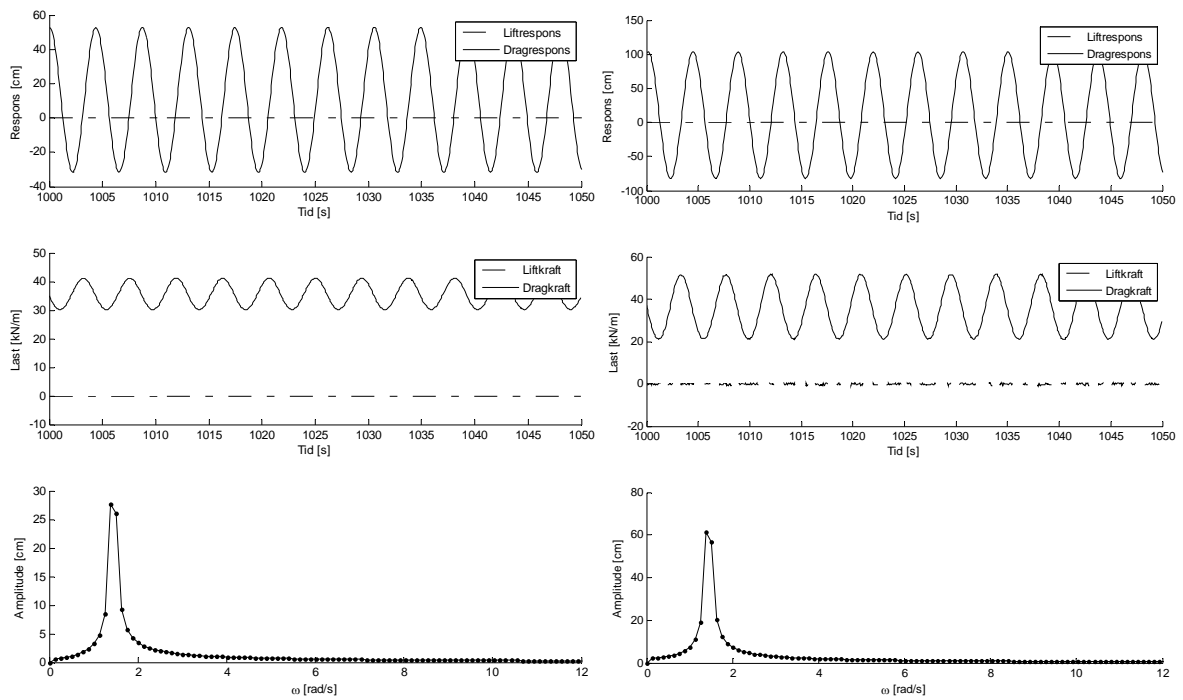 60
40
20
0
-20
-40
Respons [cm]
Liftrespons
Dragrespons
1000 1005 1010 1015 1020 1025 1030 1035 1040 1045 1050
Tid [s]
150
100
50
0
-50
-100
Respons [cm]
Liftrespons
Dragrespons
1000 1005 1010 1015 1020 1025 1030 1035 1040 1045 1050
Tid [s]
50
40
30
20
10
0
-10
Last [kN/m]
Liftkraft
Dragkraft
1000 1005 1010 1015 1020 1025 1030 1035 1040 1045 1050
Tid [s]
60
40
20
0
-20
Last [kN/m]
Liftkraft
Dragkraft
1000 1005 1010 1015 1020 1025 1030 1035 1040 1045 1050
Tid [s]
30
25
20
15
10
5
0
Amplitude [cm]
0 2 4 6 8 10 12
ω [rad/s]
80
60
40
20
0
Amplitude [cm]
0 2 4 6 8 10 12
ω [rad/s]